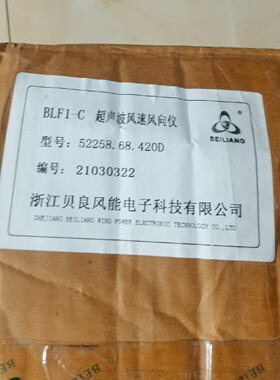 BLF1-C 超声波风速风向仪
BEILIANG
型号: 52258.68.420D
编号: 21030322
浙江贝良风能电子科技有限公司
ZHEJIANG BEILIANG WIND POWER ELECTRONIC TECHNOLOGY CO.,LTD